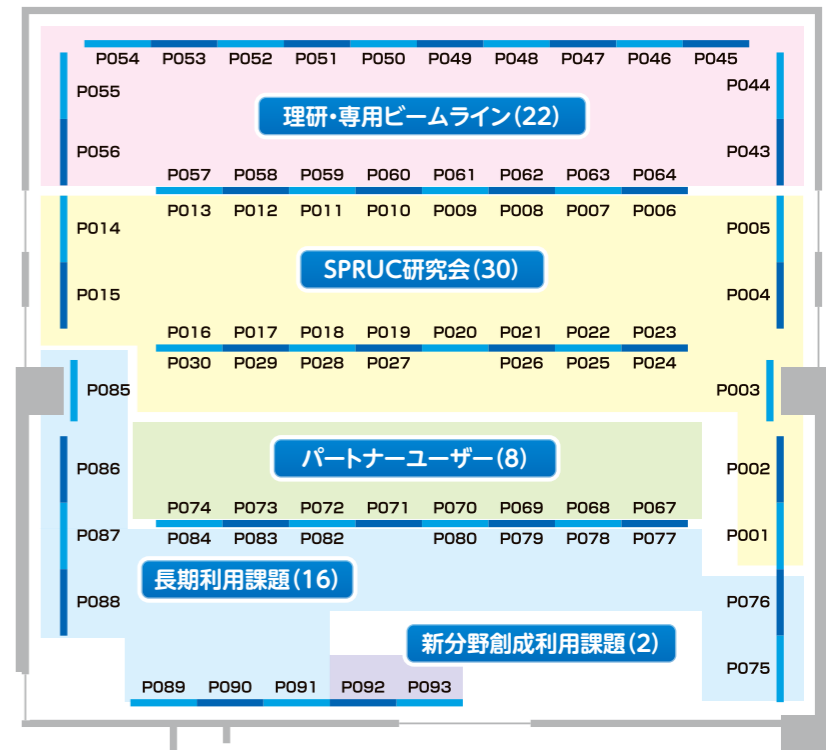 P054 P053 P052 P051 P050 P049 P048 P047 P046 P045
P055
P044
理研・専用ビームライン(22)
P056
P043
P057 P058 P059 P060 P061 P062 P063 P064
P013 P012 P011 P010 P009 P008 P007 P006
P014
P005
SPRUC研究会(30)
P015
P004
P016 P017 P018 P019 P020 P021 P022 P023
P030 P029 P028 P027 P026 P025 P024
P085
P003
パートナーユーザー(8)
P086
P002
P074 P073 P072 P071 P070 P069 P068 P067
P087
P084 P083 P082 P080 P079 P078 P077
P001
長期利用課題(16)
P088
P076
新分野創成利用課題(2)
P075
P089 P090 P091 P092 P093